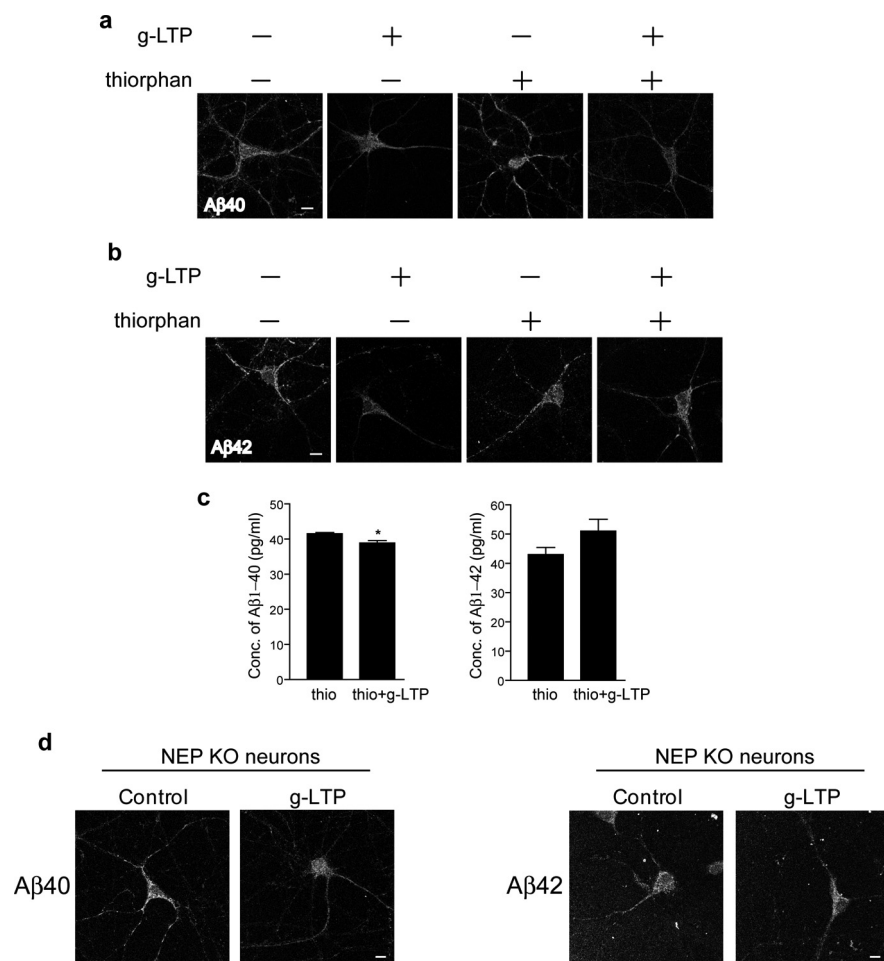 a
g-LTP − + − +
thiorphan − − + +
Aβ40
b
g-LTP − + − +
thiorphan − − + +
Aβ42
c
Conc. of Aβ1–40 (pg/ml)
50
40
30
20
10
0
*
thio thio+g-LTP
Conc. of Aβ1–42 (pg/ml)
60
50
40
30
20
10
0
thio thio+g-LTP
d
NEP KO neurons
Control g-LTP
Aβ40
NEP KO neurons
Control g-LTP
Aβ42